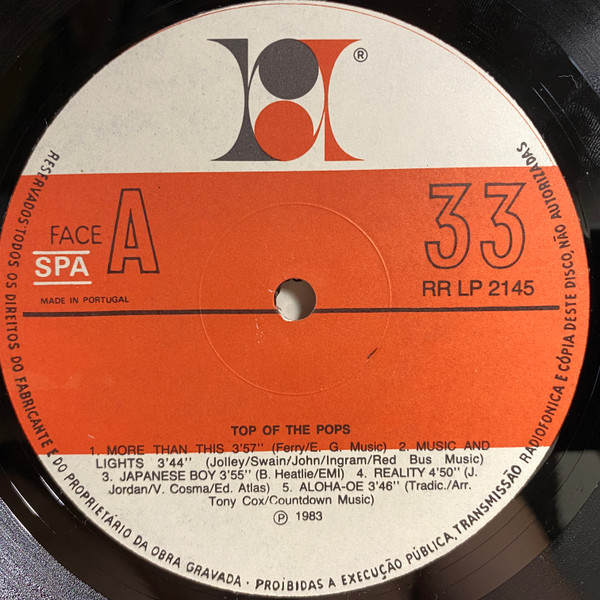 ®
FACE A
33
SPA
RR LP 2145
MADE IN PORTUGAL
TOP OF THE POPS
1. MORE THAN THIS 3'57'' (Ferry/E. G. Music) 2. MUSIC AND
LIGHTS 3'44'' (Jolley/Swain/John/Ingram/Red Bus Music)
3. JAPANESE BOY 3'55'' (B. Heatlie/EMI) 4. REALITY 4'50'' (J.
Jordan/V. Cosma/Ed. Atlas) 5. ALOHA-OE 3'46'' (Tradic./Arr.
Tony Cox/Countdown Music)
Ⓟ 1983
RESERVADOS TODOS OS DIREITOS DO FABRICANTE E DO PROPRIETÁRIO DA OBRA GRAVADA · PROÍBIDAS A EXECUÇÃO PÚBLICA, TRANSMISSÃO RADIOFONICA E CÓPIA DESTE DISCO, NÃO AUTORIZADAS